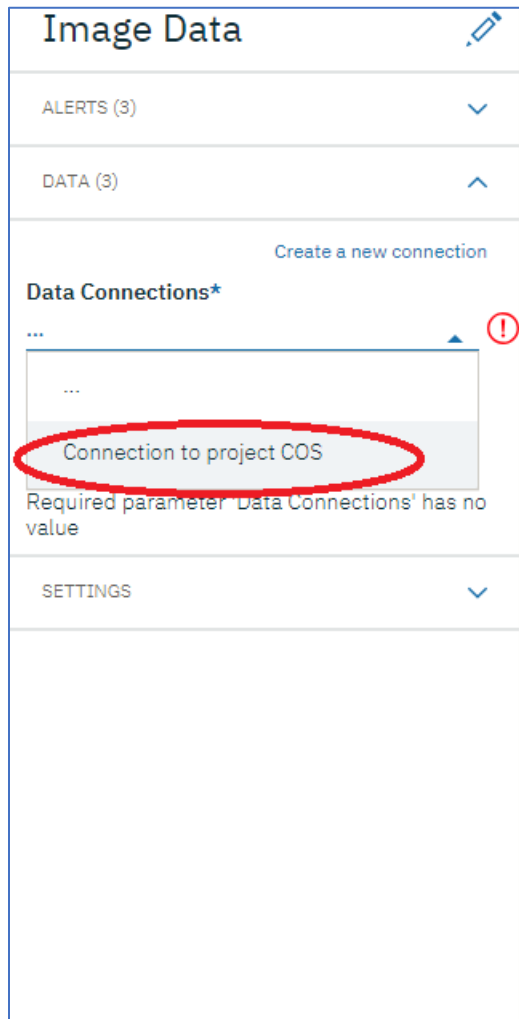 Image Data
ALERTS (3)
DATA (3)
Create a new connection
Data Connections*
...
...
Connection to project COS
Required parameter 'Data Connections' has no
value
SETTINGS